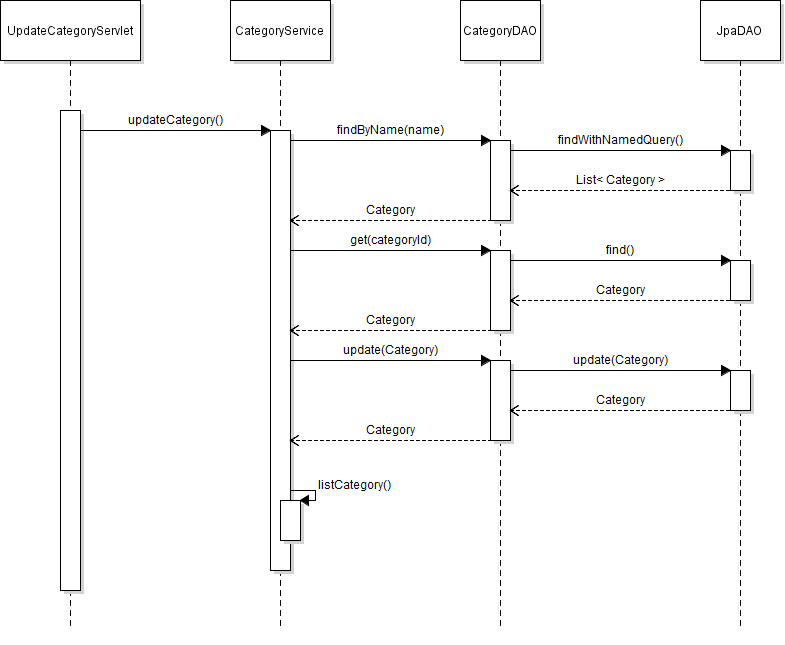 UpdateCategoryServlet
CategoryService
CategoryDAO
JpaDAO
updateCategory()
findByName(name)
findWithNamedQuery()
List< Category >
Category
get(categoryId)
find()
Category
Category
update(Category)
update(Category)
Category
Category
listCategory()